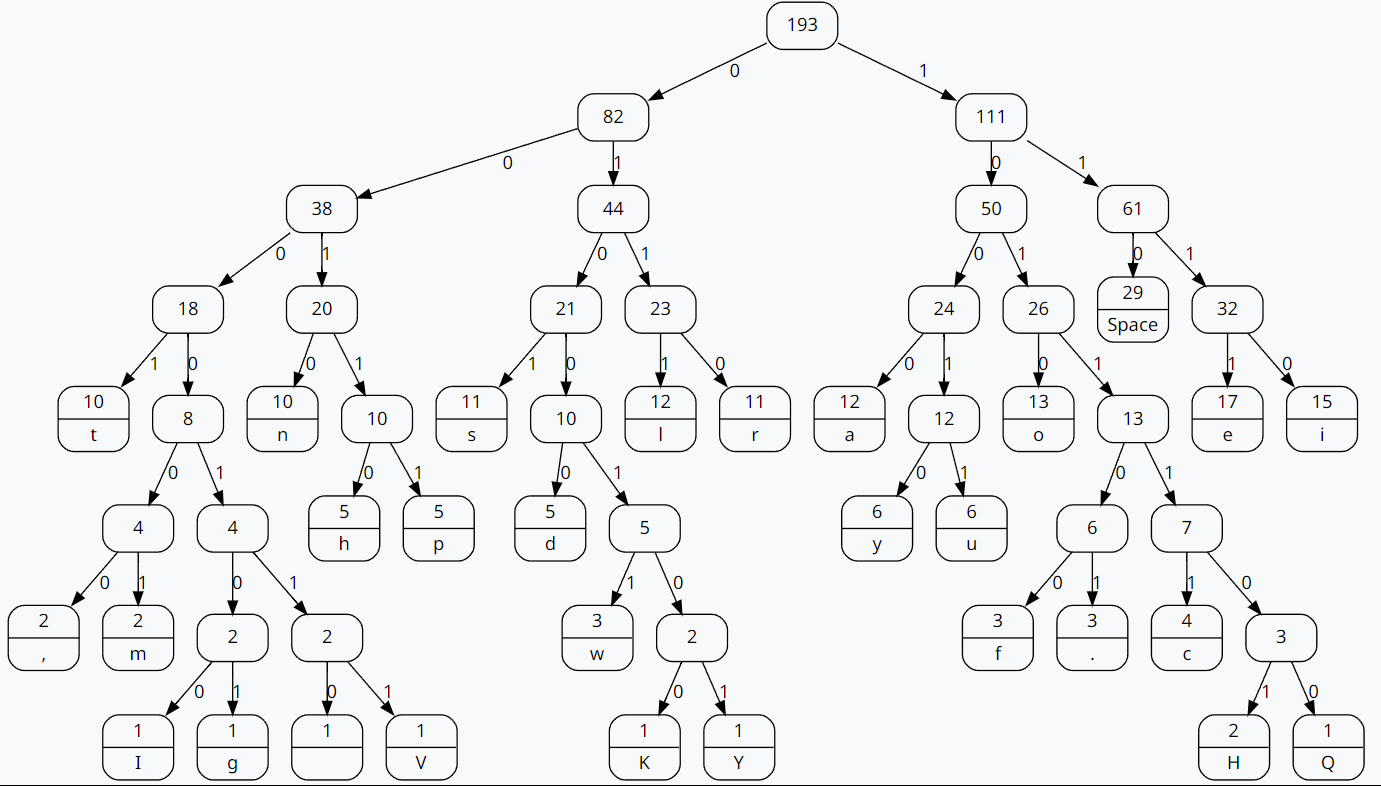 193
0 1
82 111
0 1 0 1
38 44 50 61
0 1 0 1 0 1 0 1
18 20 21 23 24 26 29 32
Space
1 0 0 1 1 0 1 0 0 1 0 1 1 0
10 8 10 10 11 10 12 11 12 12 13 13 17 15
t n s l r a o e i
0 1 0 1 0 1 0 1 0 1
4 4 5 5 5 5 6 6 6 7
h p d y u
0 1 0 1 1 0 0 1 1 0
2 2 2 2 3 2 3 3 4 3
, m w f . c
0 1 0 1 0 1 1 0
1 1 1 1 1 1 2 1
I g V K Y H Q